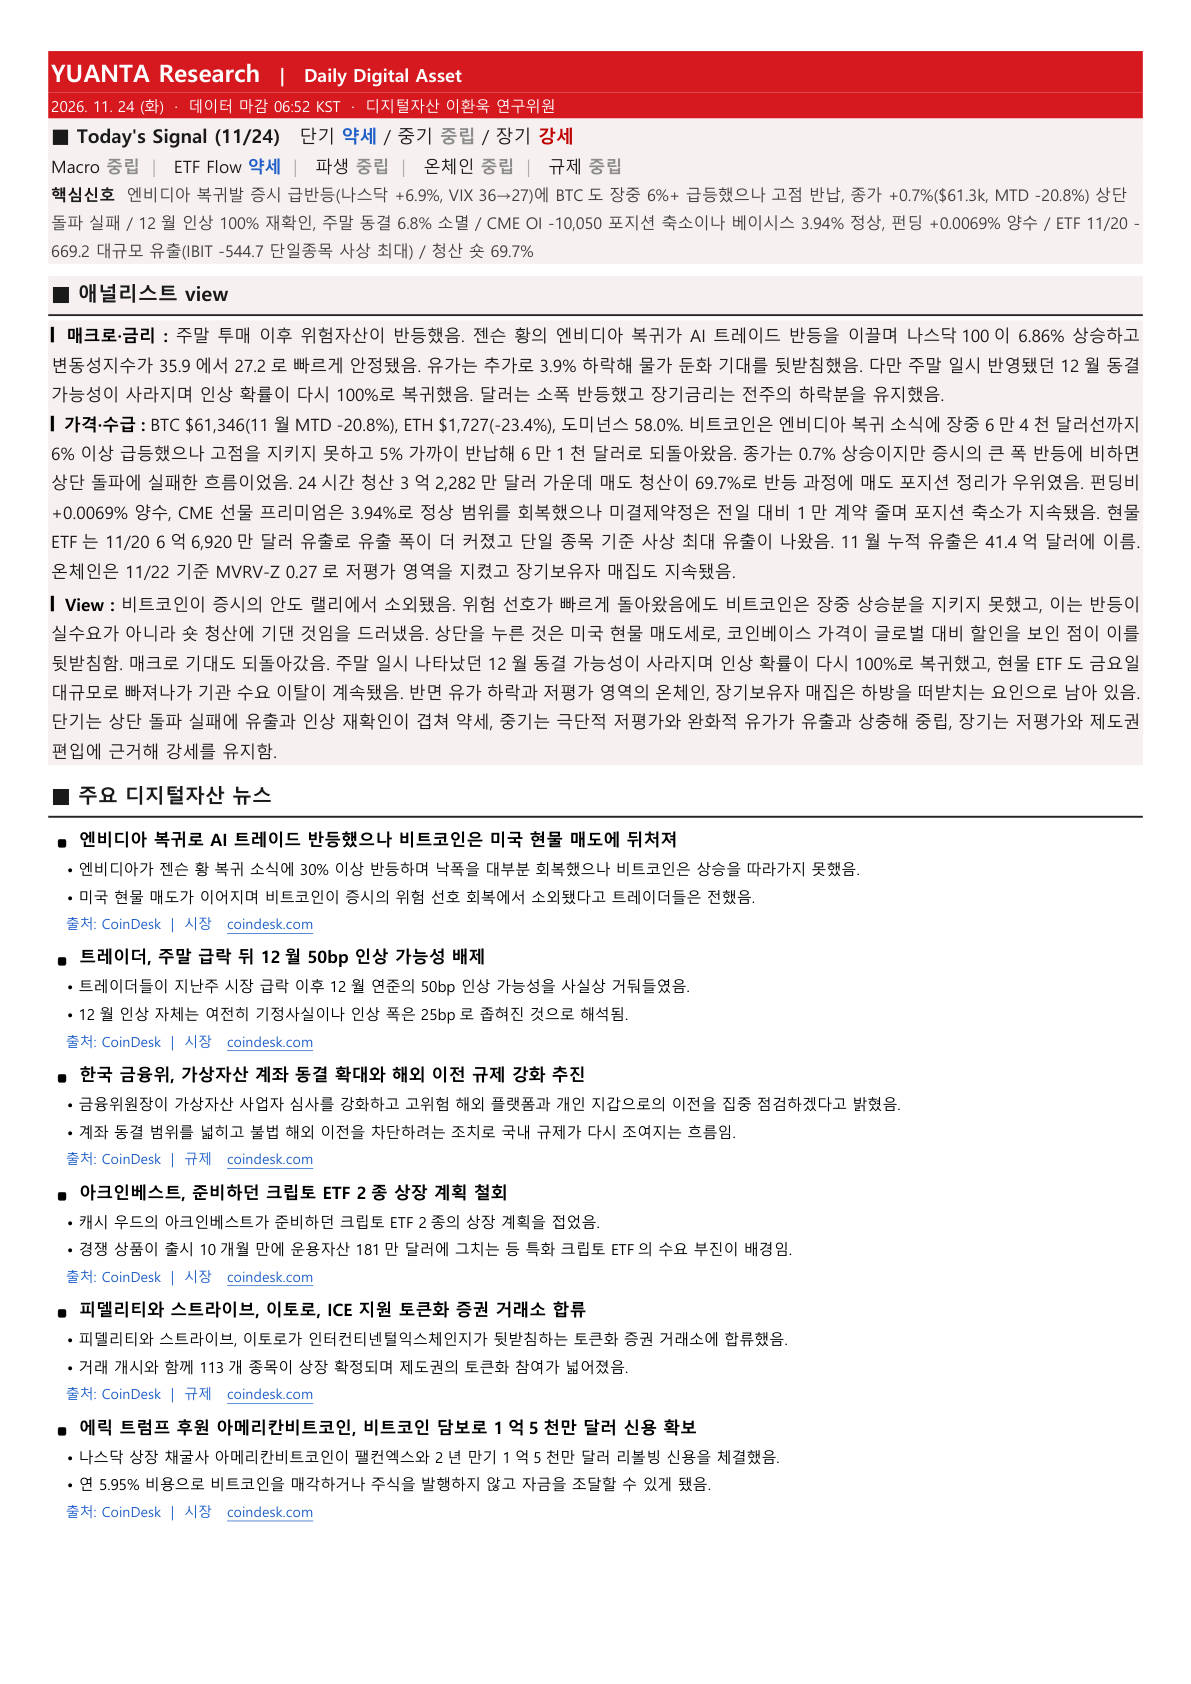 YUANTA Research | Daily Digital Asset
2026. 11. 24 (화) · 데이터 마감 06:52 KST · 디지털자산 이환욱 연구위원
■ Today's Signal (11/24) 단기 약세 / 중기 중립 / 장기 강세
Macro 중립 | ETF Flow 약세 | 파생 중립 | 온체인 중립 | 규제 중립
핵심신호 엔비디아 복귀발 증시 급반등(나스닥 +6.9%, VIX 36→27)에 BTC 도 장중 6%+ 급등했으나 고점 반납, 종가 +0.7%($61.3k, MTD -20.8%) 상단
돌파 실패 / 12 월 인상 100% 재확인, 주말 동결 6.8% 소멸 / CME OI -10,050 포지션 축소이나 베이시스 3.94% 정상, 펀딩 +0.0069% 양수 / ETF 11/20 -
669.2 대규모 유출(IBIT -544.7 단일종목 사상 최대) / 청산 숏 69.7%
■ 애널리스트 view
┃ 매크로·금리 : 주말 투매 이후 위험자산이 반등했음. 젠슨 황의 엔비디아 복귀가 AI 트레이드 반등을 이끌며 나스닥 100 이 6.86% 상승하고
변동성지수가 35.9 에서 27.2 로 빠르게 안정됐음. 유가는 추가로 3.9% 하락해 물가 둔화 기대를 뒷받침했음. 다만 주말 일시 반영됐던 12 월 동결
가능성이 사라지며 인상 확률이 다시 100%로 복귀했음. 달러는 소폭 반등했고 장기금리는 전주의 하락분을 유지했음.
┃ 가격·수급 : BTC $61,346(11 월 MTD -20.8%), ETH $1,727(-23.4%), 도미넌스 58.0%. 비트코인은 엔비디아 복귀 소식에 장중 6 만 4 천 달러선까지
6% 이상 급등했으나 고점을 지키지 못하고 5% 가까이 반납해 6 만 1 천 달러로 되돌아왔음. 종가는 0.7% 상승이지만 증시의 큰 폭 반등에 비하면
상단 돌파에 실패한 흐름이었음. 24 시간 청산 3 억 2,282 만 달러 가운데 매도 청산이 69.7%로 반등 과정에 매도 포지션 정리가 우위였음. 펀딩비
+0.0069% 양수, CME 선물 프리미엄은 3.94%로 정상 범위를 회복했으나 미결제약정은 전일 대비 1 만 계약 줄며 포지션 축소가 지속됐음. 현물
ETF 는 11/20 6 억 6,920 만 달러 유출로 유출 폭이 더 커졌고 단일 종목 기준 사상 최대 유출이 나왔음. 11 월 누적 유출은 41.4 억 달러에 이름.
온체인은 11/22 기준 MVRV-Z 0.27 로 저평가 영역을 지켰고 장기보유자 매집도 지속됐음.
┃ View : 비트코인이 증시의 안도 랠리에서 소외됐음. 위험 선호가 빠르게 돌아왔음에도 비트코인은 장중 상승분을 지키지 못했고, 이는 반등이
실수요가 아니라 숏 청산에 기댄 것임을 드러냈음. 상단을 누른 것은 미국 현물 매도세로, 코인베이스 가격이 글로벌 대비 할인을 보인 점이 이를
뒷받침함. 매크로 기대도 되돌아갔음. 주말 일시 나타났던 12 월 동결 가능성이 사라지며 인상 확률이 다시 100%로 복귀했고, 현물 ETF 도 금요일
대규모로 빠져나가 기관 수요 이탈이 계속됐음. 반면 유가 하락과 저평가 영역의 온체인, 장기보유자 매집은 하방을 떠받치는 요인으로 남아 있음.
단기는 상단 돌파 실패에 유출과 인상 재확인이 겹쳐 약세, 중기는 극단적 저평가와 완화적 유가가 유출과 상충해 중립, 장기는 저평가와 제도권
편입에 근거해 강세를 유지함.
■ 주요 디지털자산 뉴스
▪ 엔비디아 복귀로 AI 트레이드 반등했으나 비트코인은 미국 현물 매도에 뒤처져
• 엔비디아가 젠슨 황 복귀 소식에 30% 이상 반등하며 낙폭을 대부분 회복했으나 비트코인은 상승을 따라가지 못했음.
• 미국 현물 매도가 이어지며 비트코인이 증시의 위험 선호 회복에서 소외됐다고 트레이더들은 전했음.
출처: CoinDesk | 시장 coindesk.com
▪ 트레이더, 주말 급락 뒤 12 월 50bp 인상 가능성 배제
• 트레이더들이 지난주 시장 급락 이후 12 월 연준의 50bp 인상 가능성을 사실상 거둬들였음.
• 12 월 인상 자체는 여전히 기정사실이나 인상 폭은 25bp 로 좁혀진 것으로 해석됨.
출처: CoinDesk | 시장 coindesk.com
▪ 한국 금융위, 가상자산 계좌 동결 확대와 해외 이전 규제 강화 추진
• 금융위원장이 가상자산 사업자 심사를 강화하고 고위험 해외 플랫폼과 개인 지갑으로의 이전을 집중 점검하겠다고 밝혔음.
• 계좌 동결 범위를 넓히고 불법 해외 이전을 차단하려는 조치로 국내 규제가 다시 조여지는 흐름임.
출처: CoinDesk | 규제 coindesk.com
▪ 아크인베스트, 준비하던 크립토 ETF 2 종 상장 계획 철회
• 캐시 우드의 아크인베스트가 준비하던 크립토 ETF 2 종의 상장 계획을 접었음.
• 경쟁 상품이 출시 10 개월 만에 운용자산 181 만 달러에 그치는 등 특화 크립토 ETF 의 수요 부진이 배경임.
출처: CoinDesk | 시장 coindesk.com
▪ 피델리티와 스트라이브, 이토로, ICE 지원 토큰화 증권 거래소 합류
• 피델리티와 스트라이브, 이토로가 인터컨티넨털익스체인지가 뒷받침하는 토큰화 증권 거래소에 합류했음.
• 거래 개시와 함께 113 개 종목이 상장 확정되며 제도권의 토큰화 참여가 넓어졌음.
출처: CoinDesk | 규제 coindesk.com
▪ 에릭 트럼프 후원 아메리칸비트코인, 비트코인 담보로 1 억 5 천만 달러 신용 확보
• 나스닥 상장 채굴사 아메리칸비트코인이 팰컨엑스와 2 년 만기 1 억 5 천만 달러 리볼빙 신용을 체결했음.
• 연 5.95% 비용으로 비트코인을 매각하거나 주식을 발행하지 않고 자금을 조달할 수 있게 됐음.
출처: CoinDesk | 시장 coindesk.com